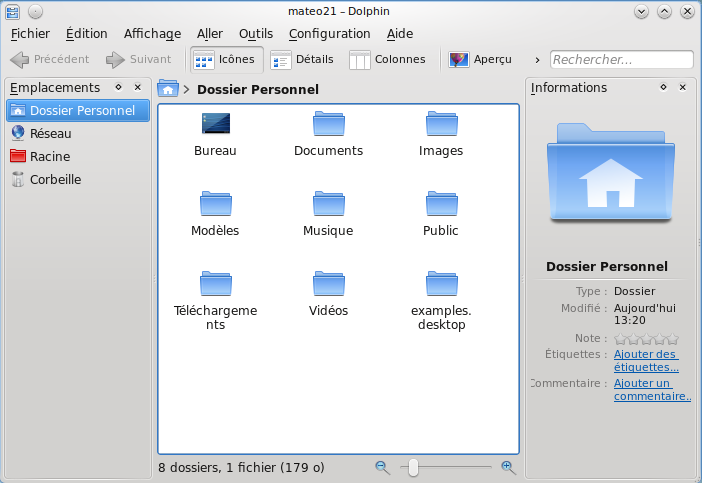 mateo21 – Dolphin
Fichier Édition Affichage Aller Outils Configuration Aide
Précédent Suivant Icônes Détails Colonnes Aperçu Rechercher...
Emplacements
Dossier Personnel
Réseau
Racine
Corbeille
Dossier Personnel
Bureau Documents Images
Modèles Musique Public
Téléchargeme
nts
Vidéos
examples.
desktop
8 dossiers, 1 fichier (179 o)
Informations
Dossier Personnel
Type : Dossier
Modifié : Aujourd'hui
13:20
Note :
Étiquettes : Ajouter des
étiquettes...
Commentaire : Ajouter un
commentaire..